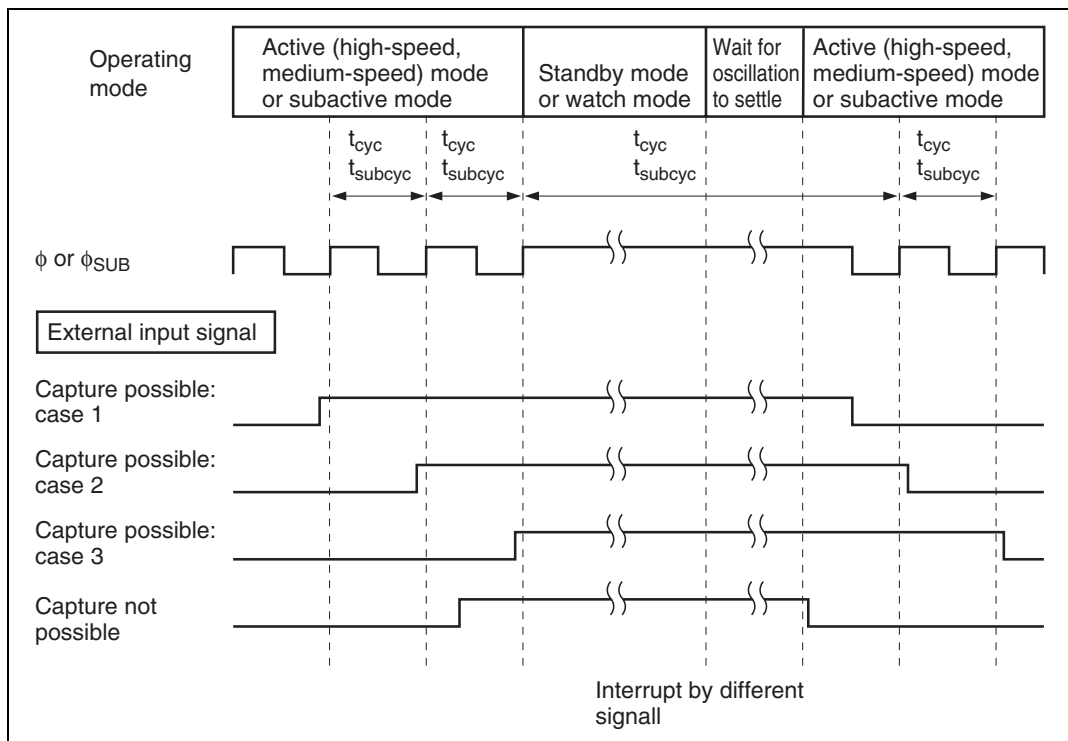 Operating
mode
Active (high-speed,
medium-speed) mode
or subactive mode
Standby mode
or watch mode
Wait for
oscillation
to settle
Active (high-speed,
medium-speed) mode
or subactive mode
tcyc
tsubcyc
tcyc
tsubcyc
tcyc
tsubcyc
tcyc
tsubcyc
φ or φSUB
External input signal
Capture possible:
case 1
Capture possible:
case 2
Capture possible:
case 3
Capture not
possible
Interrupt by different
signall